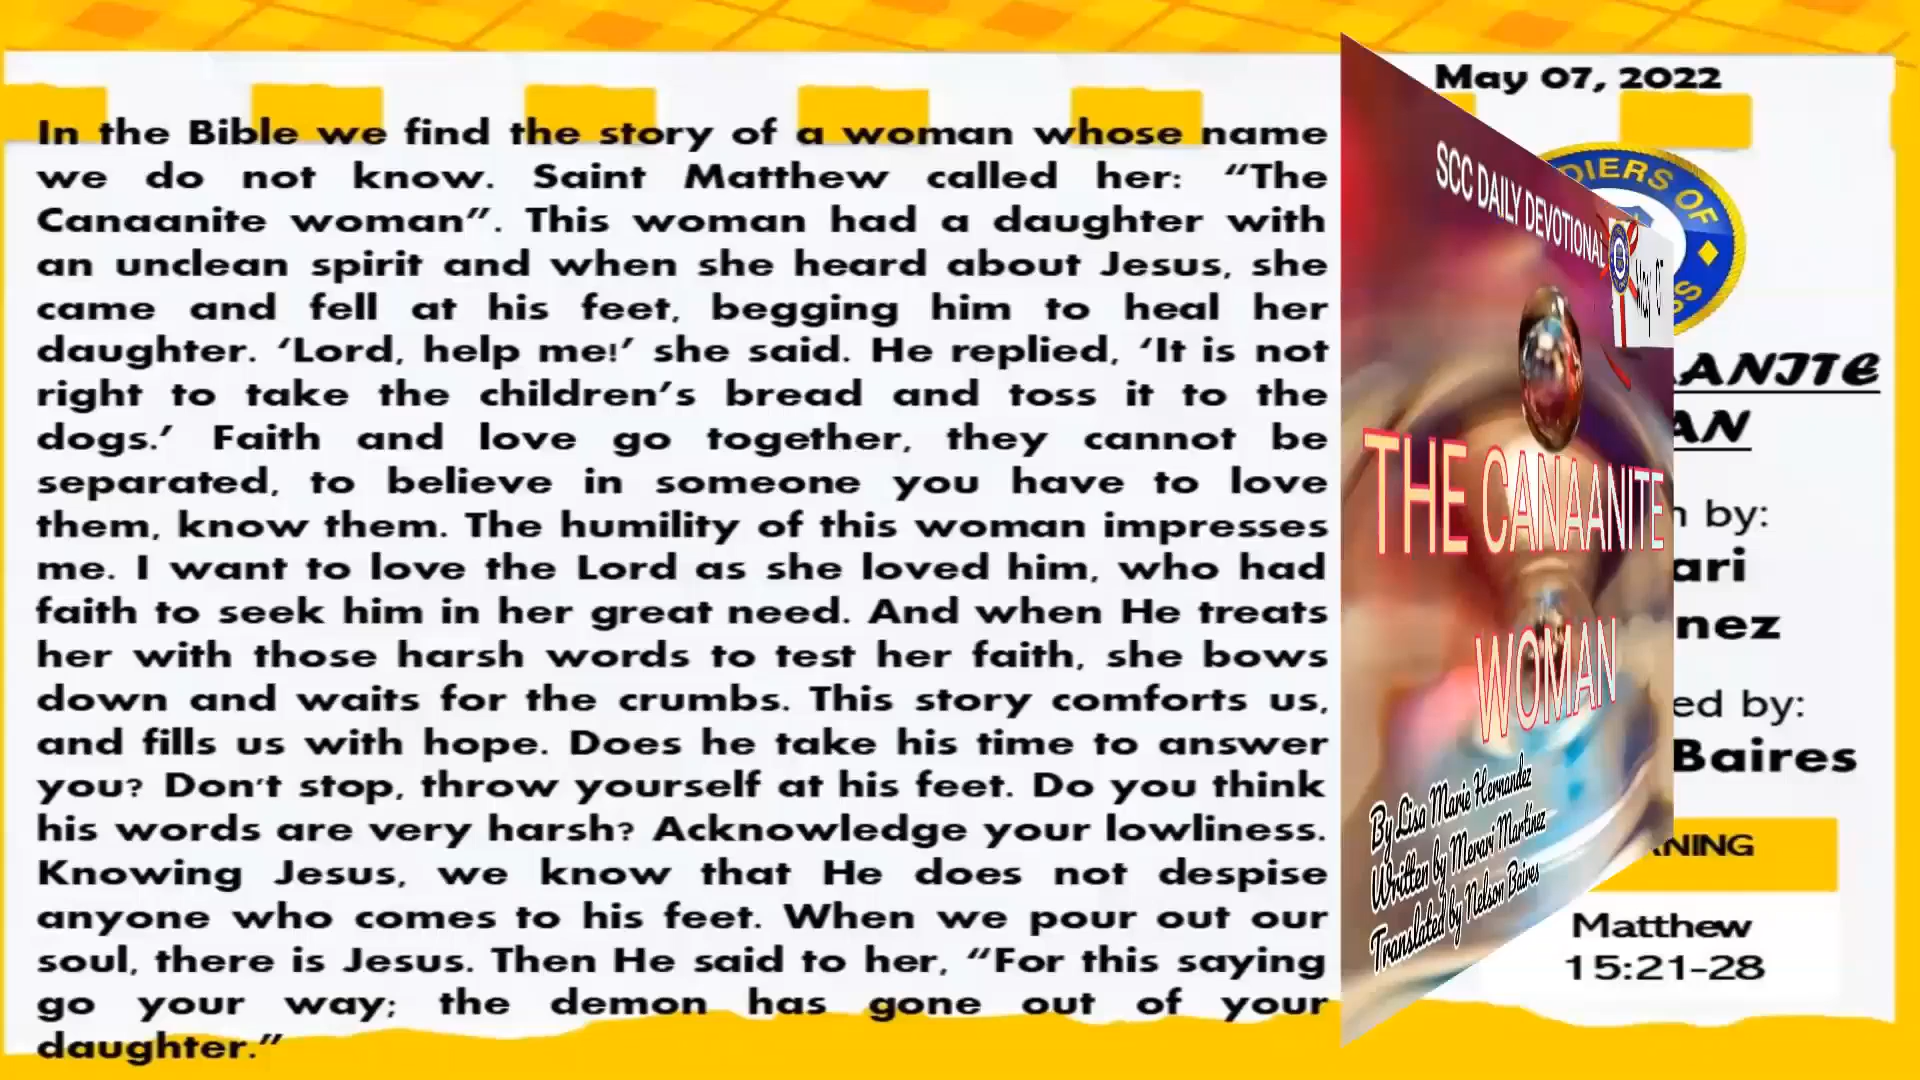 In the Bible we find the story of a woman whose name
we do not know. Saint Matthew called her: “The
Canaanite woman”. This woman had a daughter with
an unclean spirit and when she heard about Jesus, she
came and fell at his feet, begging him to heal her
daughter. ‘Lord, help me!’ she said. He replied, ‘It is not
right to take the children’s bread and toss it to the
dogs.’ Faith and love go together, they cannot be
separated, to believe in someone you have to love
them, know them. The humility of this woman impresses
me. I want to love the Lord as she loved him, who had
faith to seek him in her great need. And when He treats
her with those harsh words to test her faith, she bows
down and waits for the crumbs. This story comforts us,
and fills us with hope. Does he take his time to answer
you? Don't stop, throw yourself at his feet. Do you think
his words are very harsh? Acknowledge your lowliness.
Knowing Jesus, we know that He does not despise
anyone who comes to his feet. When we pour out our
soul, there is Jesus. Then He said to her, “For this saying
go your way; the demon has gone out of your
daughter.”
SCC DAILY DEVOTIONAL
May 07
THE CANAANITE
WOMAN
By Lisa Marie Hernandez
Written by Merari Martinez
Translated by Nelson Baires
May 07, 2022
OF
by:
by:
Baires
Matthew
15:21-28